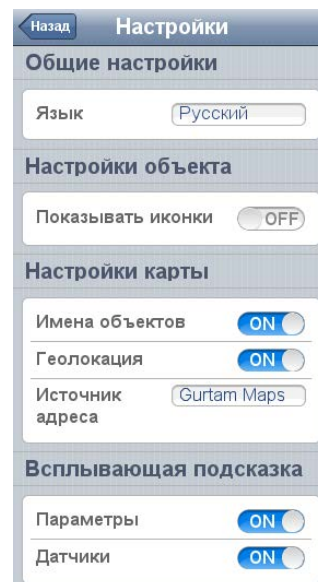 Назад Настройки
Общие настройки
Язык Русский
Настройки объекта
Показывать иконки OFF
Настройки карты
Имена объектов ON
Геолокация ON
Источник адреса Gurtam Maps
Всплывающая подсказка
Параметры ON
Датчики ON